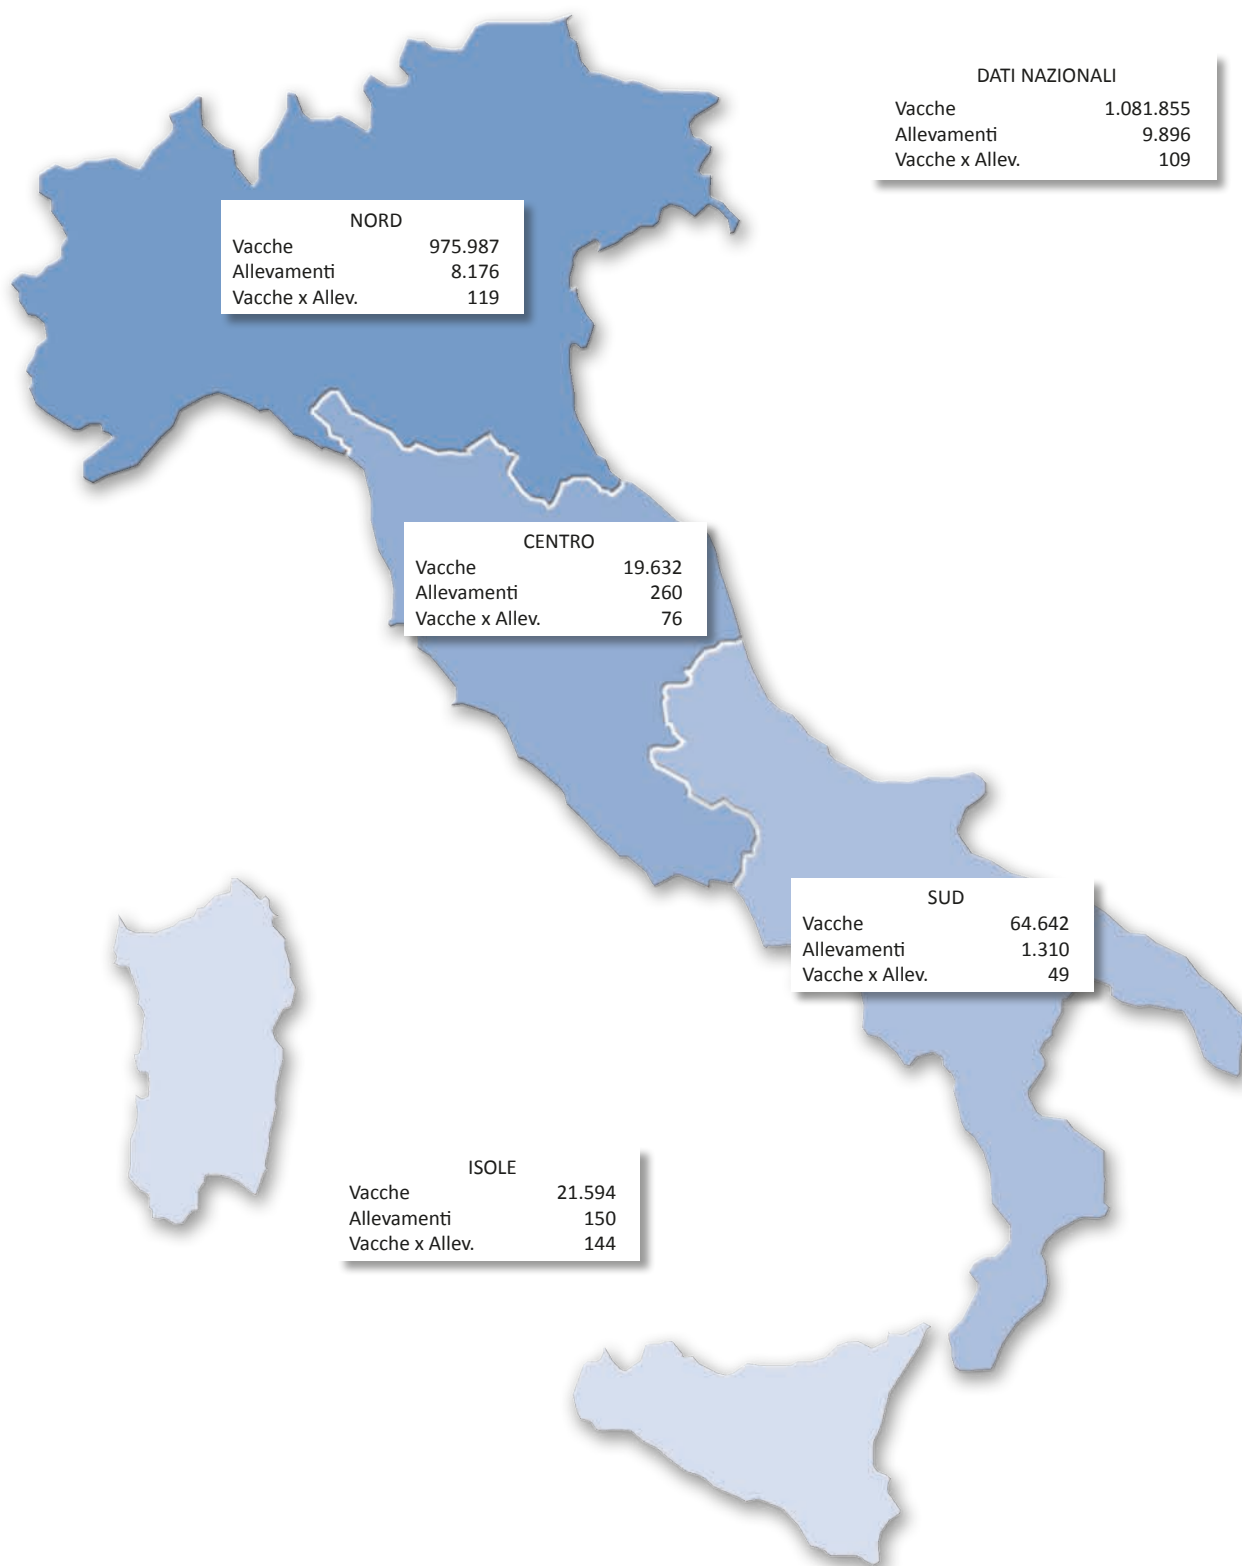 DATI NAZIONALI
Vacche 1.081.855
Allevamenti 9.896
Vacche x Allev. 109
NORD
Vacche 975.987
Allevamenti 8.176
Vacche x Allev. 119
CENTRO
Vacche 19.632
Allevamenti 260
Vacche x Allev. 76
SUD
Vacche 64.642
Allevamenti 1.310
Vacche x Allev. 49
ISOLE
Vacche 21.594
Allevamenti 150
Vacche x Allev. 144